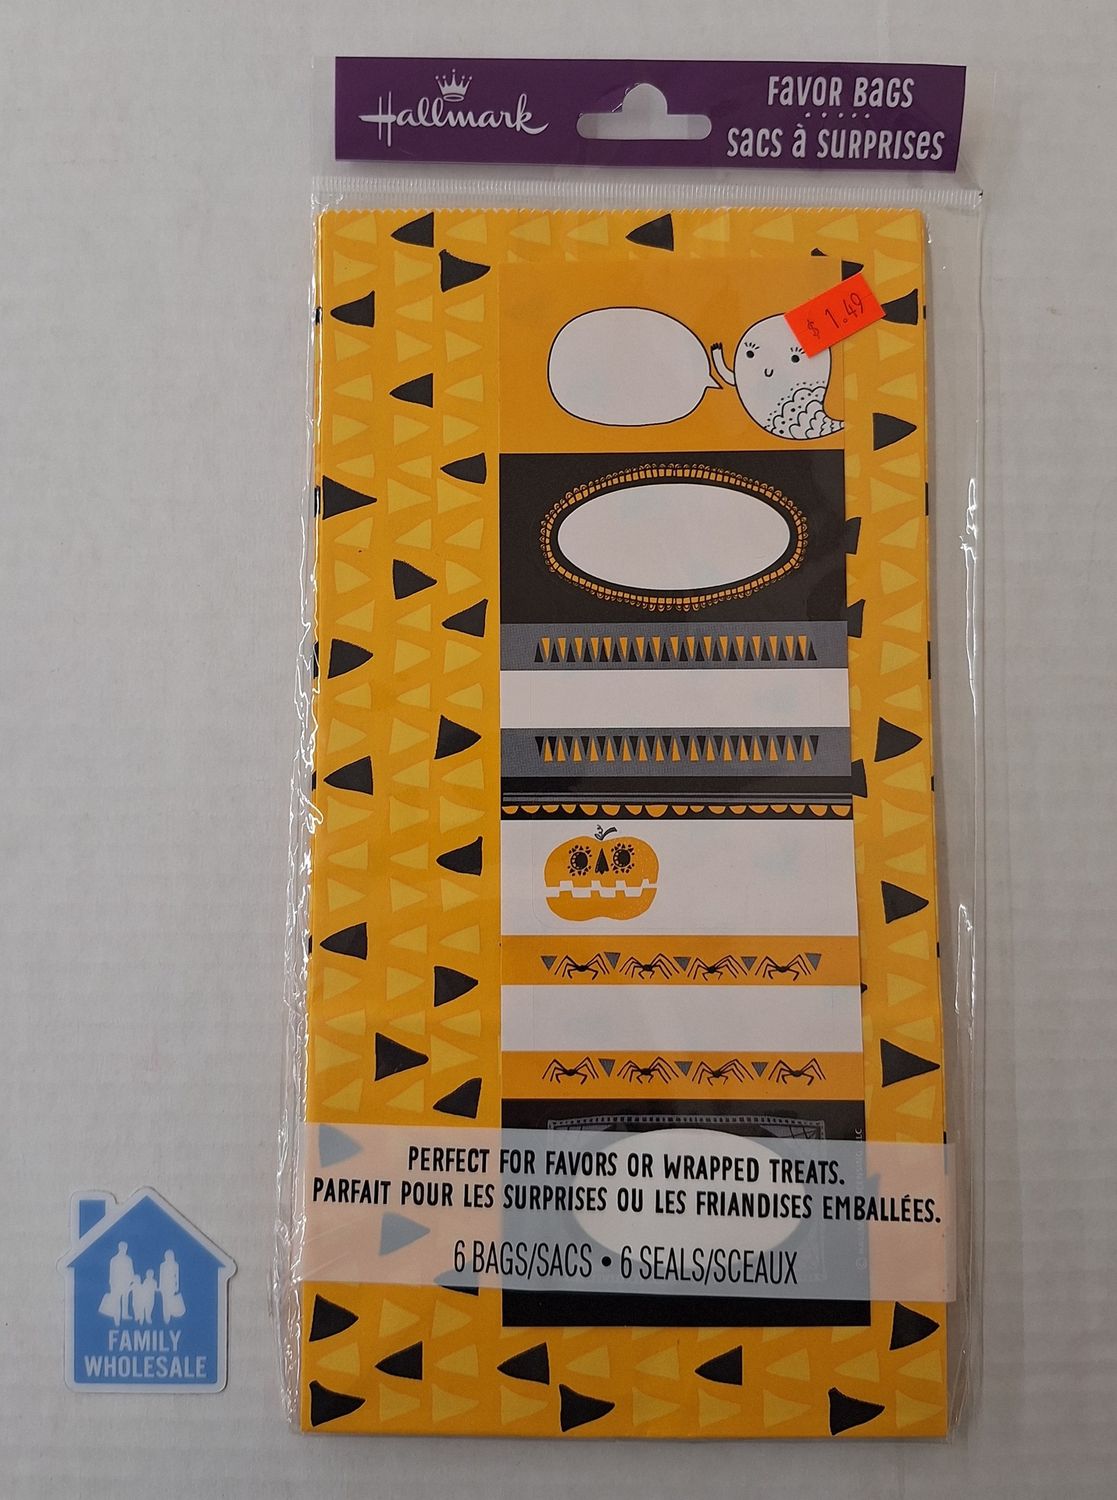 Hallmark
FAVOR BAGS
SACS À SURPRISES
$ 1.49
PERFECT FOR FAVORS OR WRAPPED TREATS.
PARFAIT POUR LES SURPRISES OU LES FRIANDISES EMBALLÉES.
6 BAGS/SACS • 6 SEALS/SCEAUX
FAMILY
WHOLESALE